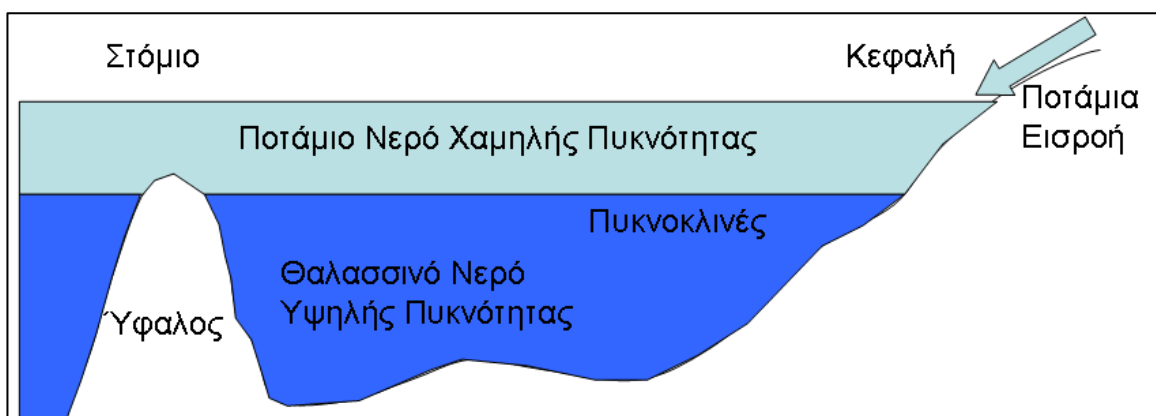 Στόμιο
Κεφαλή
Ποτάμια
Εισροή
Ποτάμιο Νερό Χαμηλής Πυκνότητας
Πυκνοκλινές
Θαλασσινό Νερό
Υψηλής Πυκνότητας
Ύφαλος